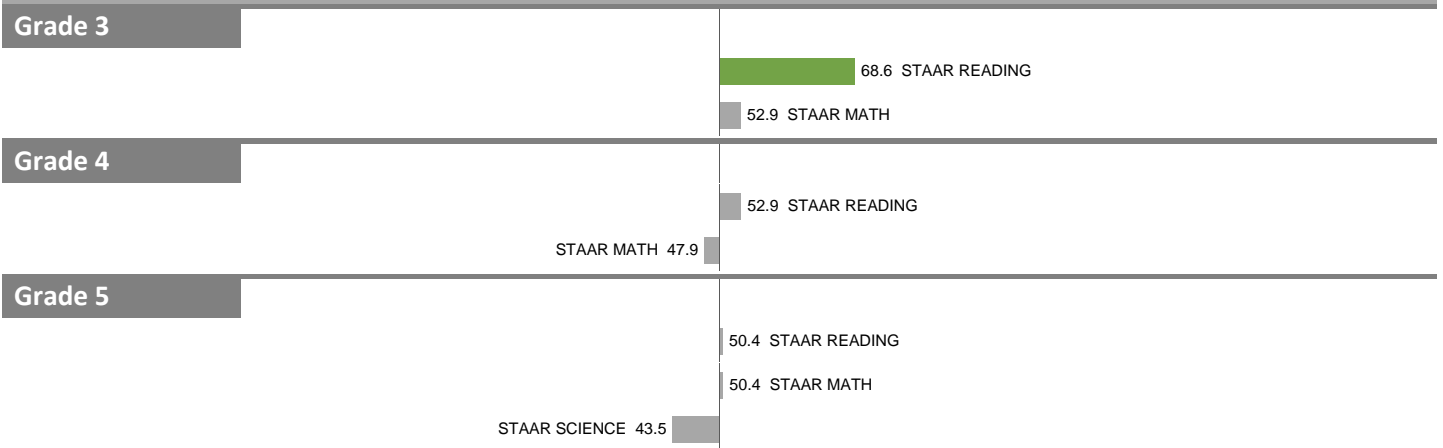 Grade 3
68.6 STAAR READING
52.9 STAAR MATH
Grade 4
52.9 STAAR READING
STAAR MATH 47.9
Grade 5
50.4 STAAR READING
50.4 STAAR MATH
STAAR SCIENCE 43.5